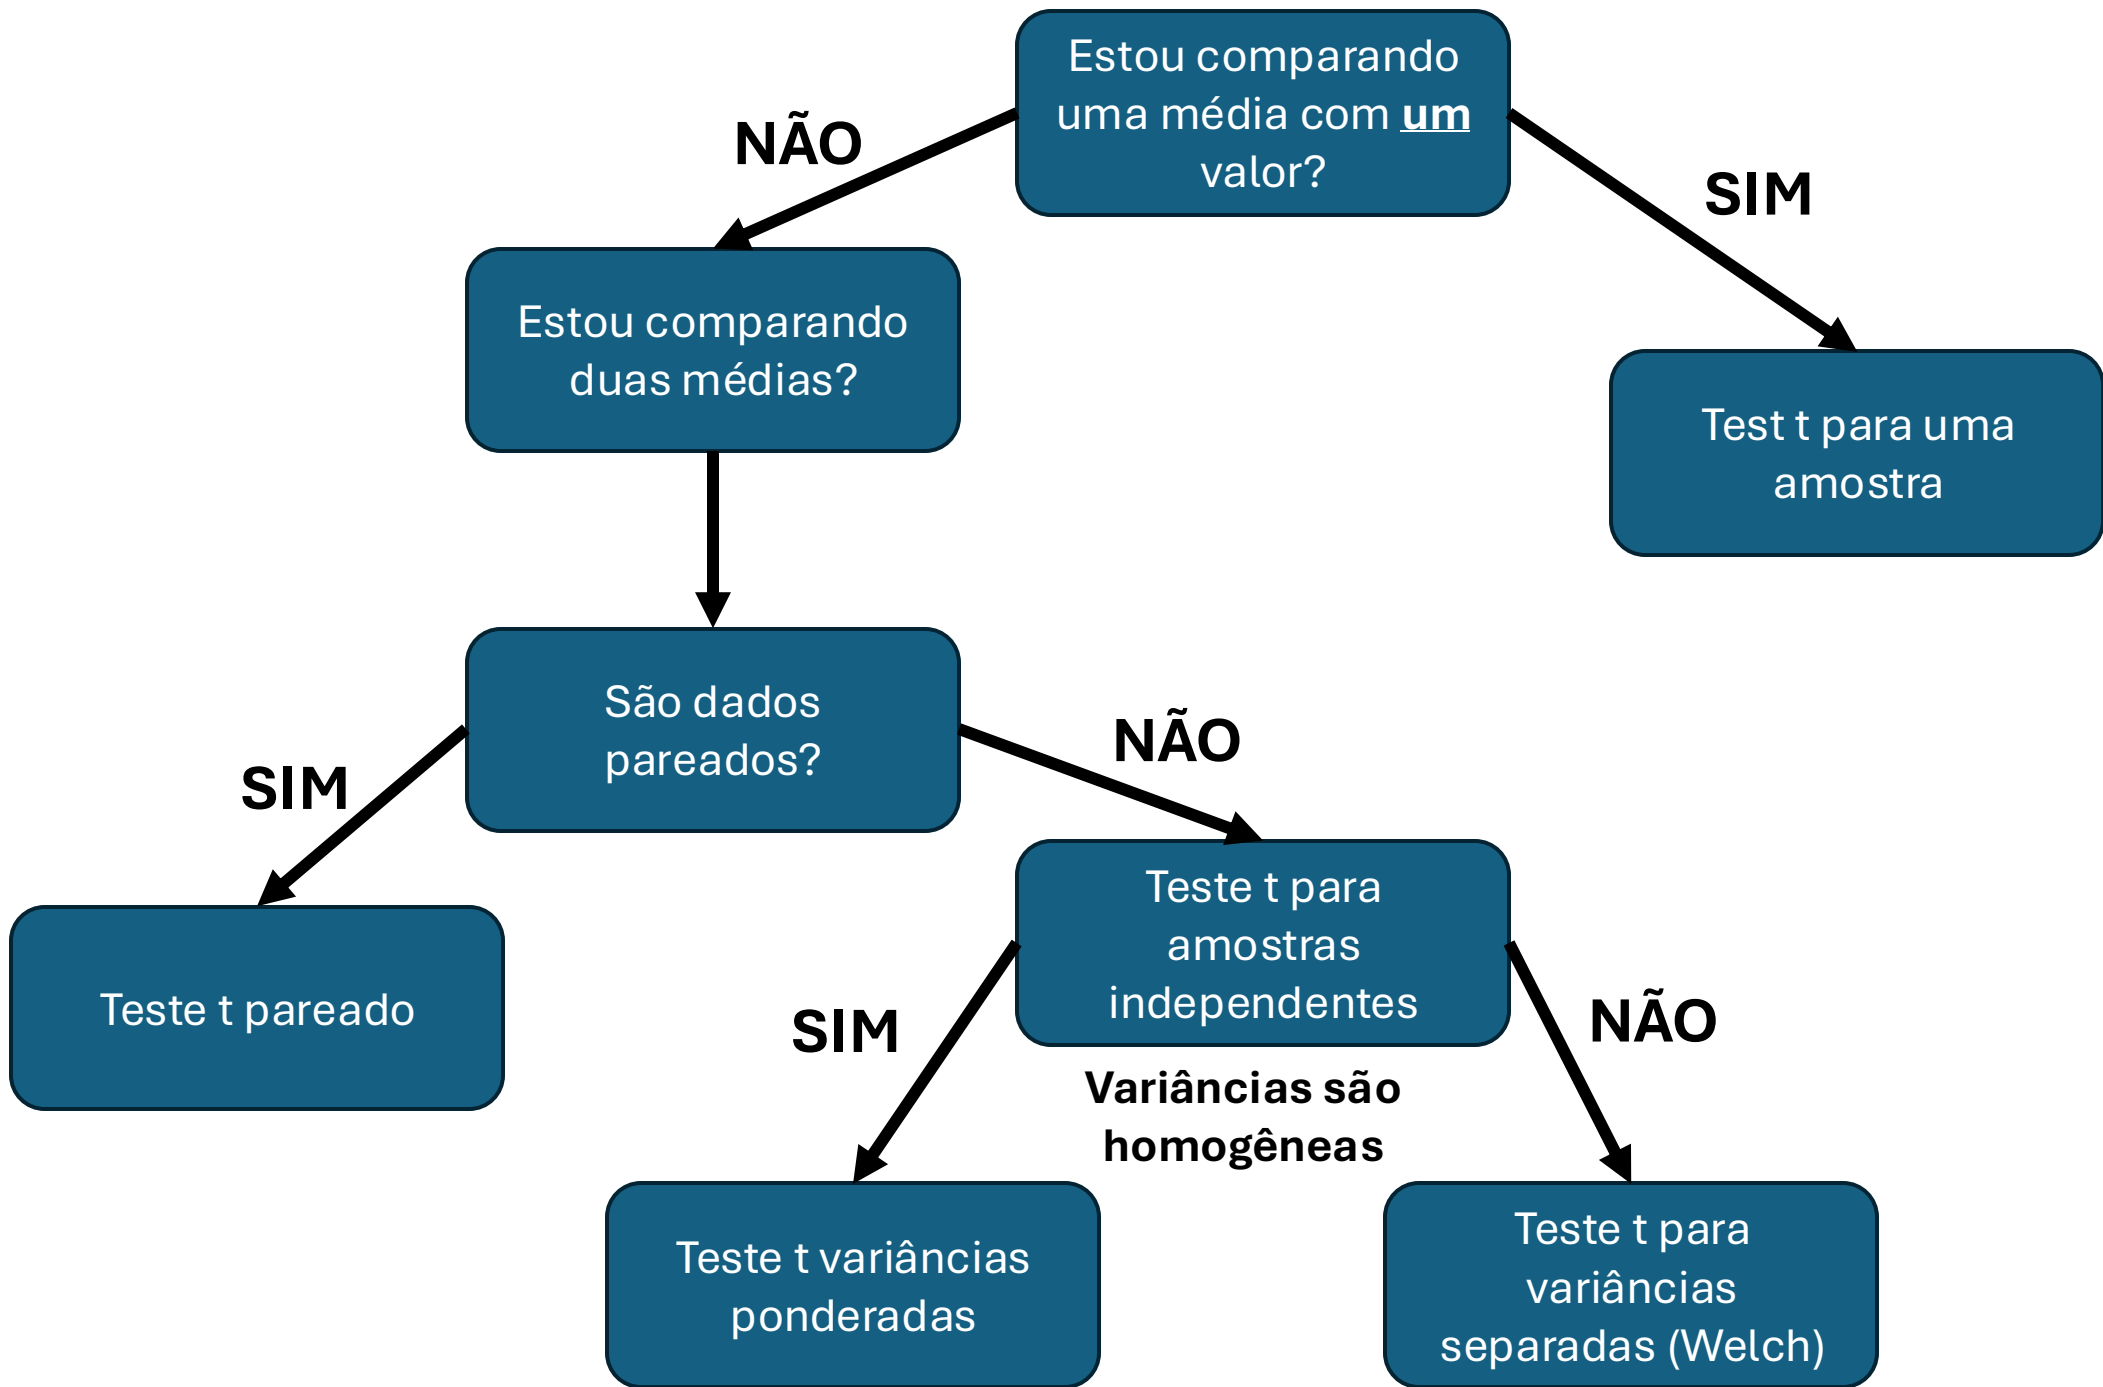 Estou comparando
uma média com um
valor?
NÃO
SIM
Estou comparando
duas médias?
Test t para uma
amostra
São dados
pareados?
SIM
NÃO
Teste t pareado
Teste t para
amostras
independentes
SIM
NÃO
Variâncias são
homogêneas
Teste t variâncias
ponderadas
Teste t para
variâncias
separadas (Welch)